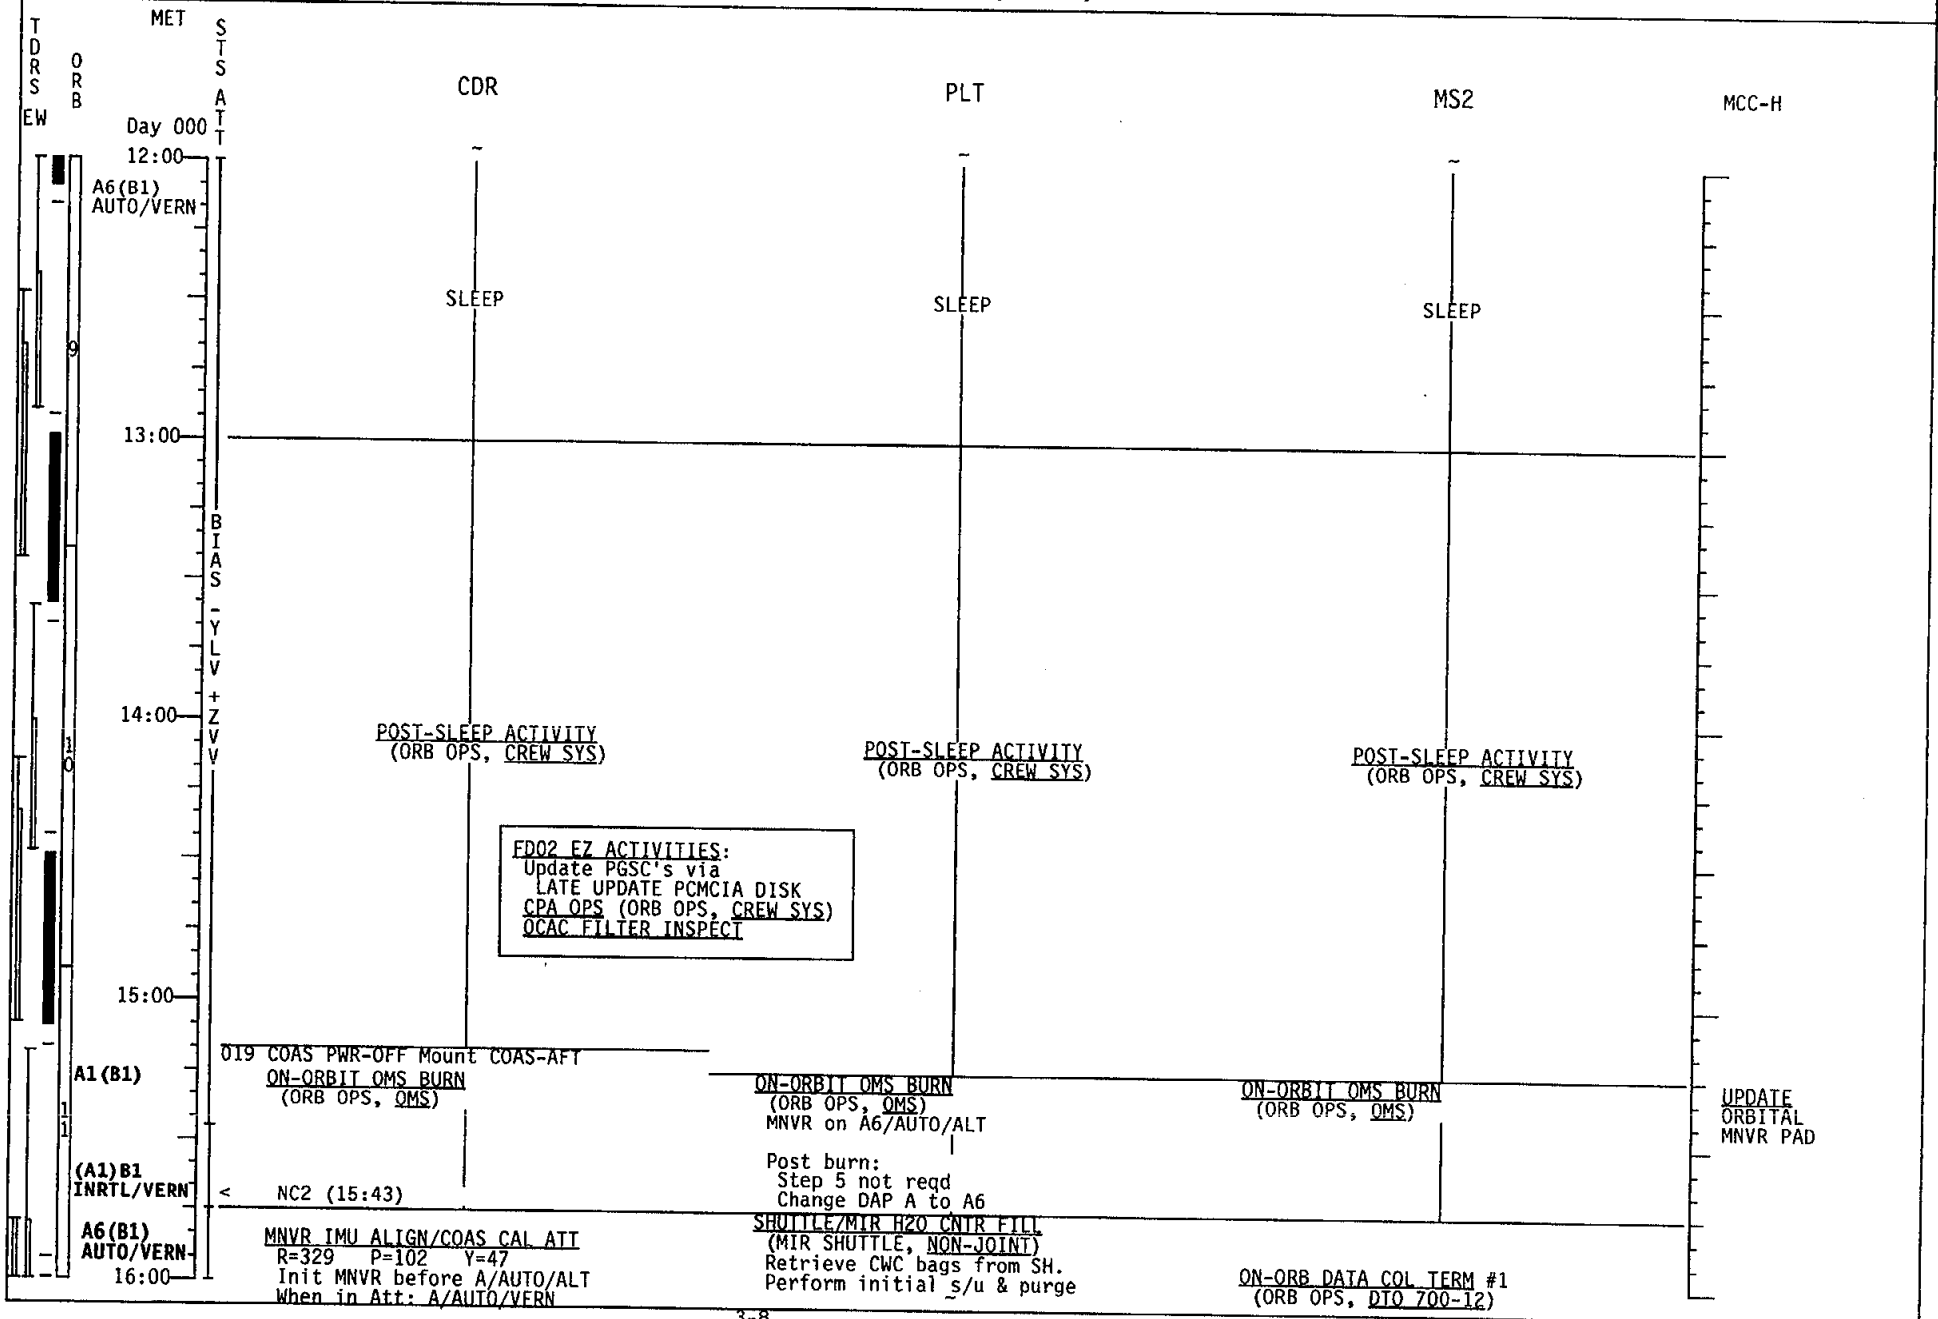 MET
TDRS
ORB
STS ATT
EW
CDR
PLT
MS2
MCC-H
Day 000
12:00
~
~
~
A6(B1)
AUTO/VERN
SLEEP
SLEEP
SLEEP
9
13:00
BIAS -YLV +ZVV
14:00
10
POST-SLEEP ACTIVITY
(ORB OPS, CREW SYS)
POST-SLEEP ACTIVITY
(ORB OPS, CREW SYS)
POST-SLEEP ACTIVITY
(ORB OPS, CREW SYS)
FD02 EZ ACTIVITIES:
Update PGSC's via
LATE UPDATE PCMCIA DISK
CPA OPS (ORB OPS, CREW SYS)
OCAC FILTER INSPECT
15:00
019 COAS PWR-OFF Mount COAS-AFT
A1(B1)
ON-ORBIT OMS BURN
(ORB OPS, OMS)
11
ON-ORBIT OMS BURN
(ORB OPS, OMS)
MNVR on A6/AUTO/ALT
Post burn:
Step 5 not reqd
Change DAP A to A6
ON-ORBIT OMS BURN
(ORB OPS, OMS)
UPDATE
ORBITAL
MNVR PAD
(A1)B1
INRTL/VERN
< NC2 (15:43)
A6(B1)
AUTO/VERN
16:00
MNVR IMU ALIGN/COAS CAL ATT
R=329 P=102 Y=47
Init MNVR before A/AUTO/ALT
When in Att: A/AUTO/VERN
SHUTTLE/MIR H2O CNTR FILL
(MIR SHUTTLE, NON-JOINT)
Retrieve CWC bags from SH.
Perform initial s/u & purge
~
ON-ORB DATA COL TERM #1
(ORB OPS, DTO 700-12)
3-8